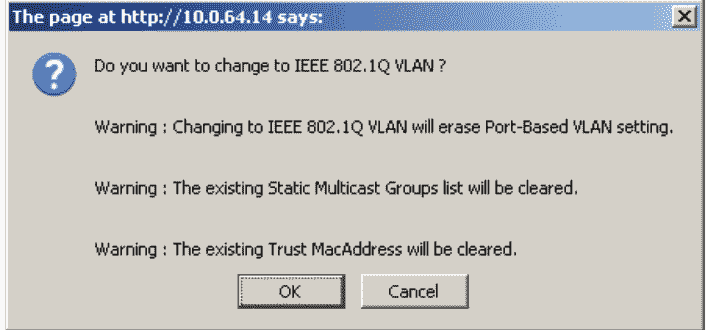 The page at http://10.0.64.14 says:
Do you want to change to IEEE 802.1Q VLAN ?
Warning : Changing to IEEE 802.1Q VLAN will erase Port-Based VLAN setting.
Warning : The existing Static Multicast Groups list will be cleared.
Warning : The existing Trust MacAddress will be cleared.
OK Cancel